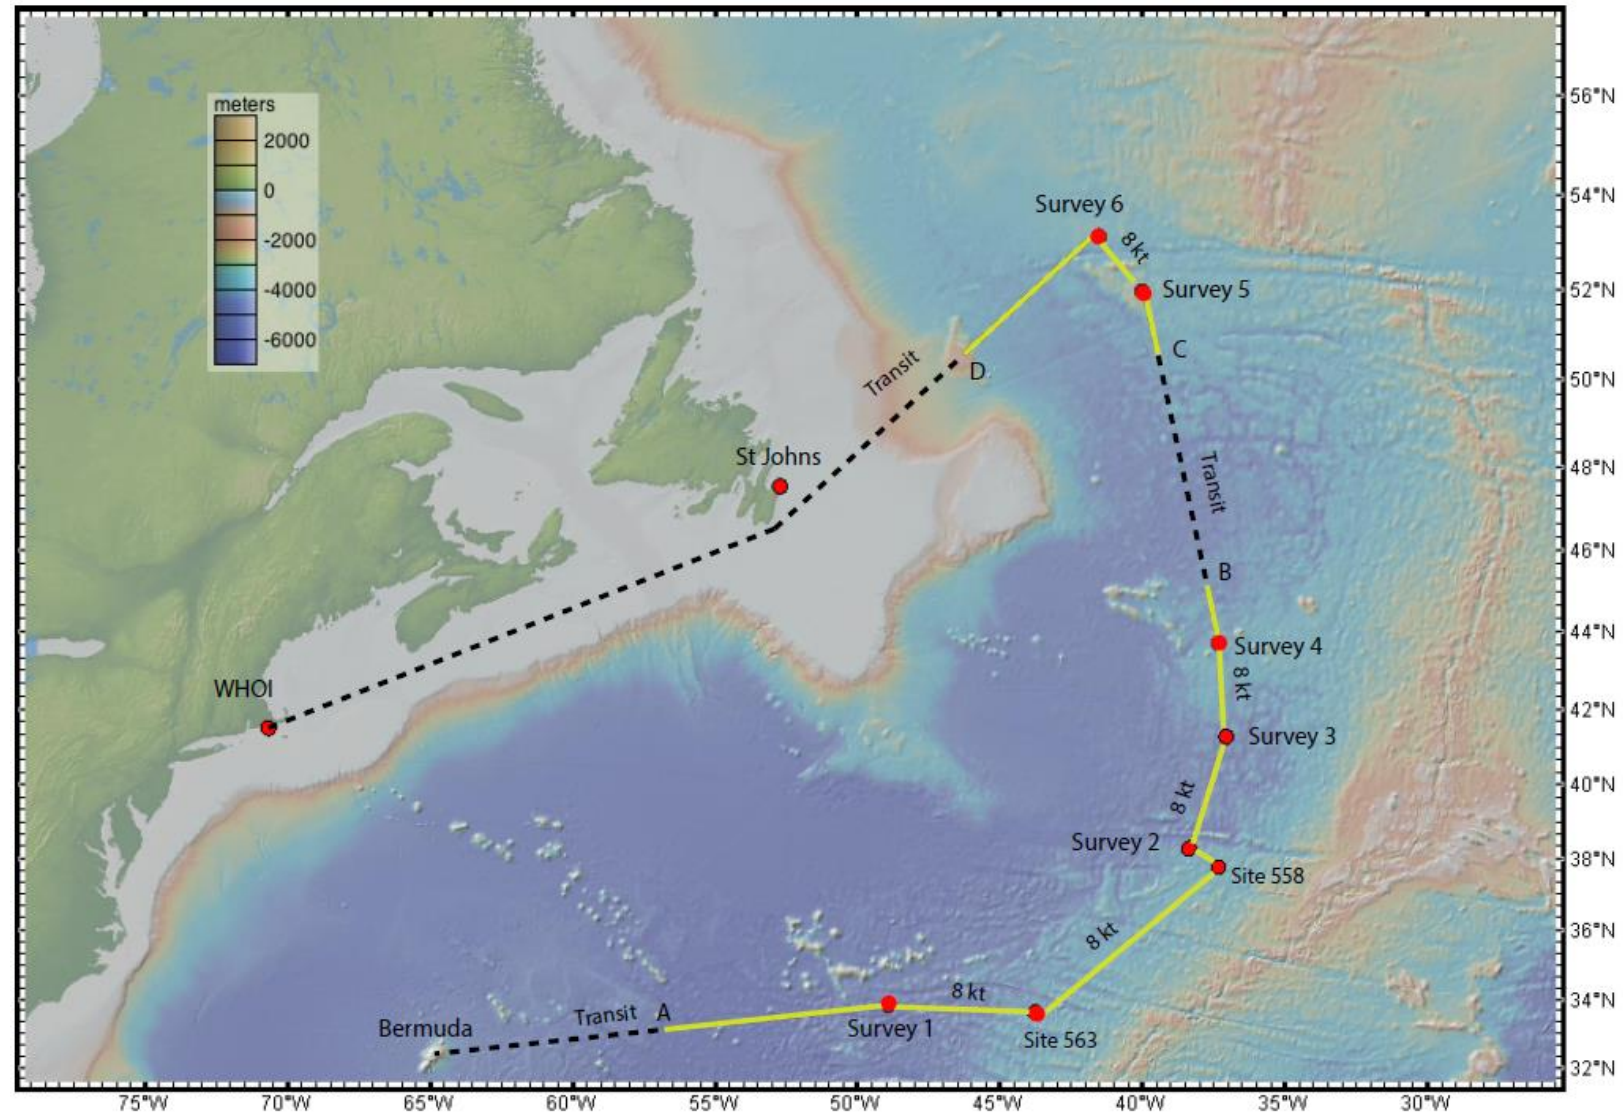 meters
2000
0
-2000
-4000
-6000
56°N
54°N
52°N
50°N
48°N
46°N
44°N
42°N
40°N
38°N
36°N
34°N
32°N
Survey 6
8 kt
Survey 5
C
Transit
D
St Johns
Transit
B
WHOI
Survey 4
8 kt
Survey 3
8 kt
Survey 2
Site 558
8 kt
8 kt
Transit
A
Bermuda
Survey 1
Site 563
75°W
70°W
65°W
60°W
55°W
50°W
45°W
40°W
35°W
30°W